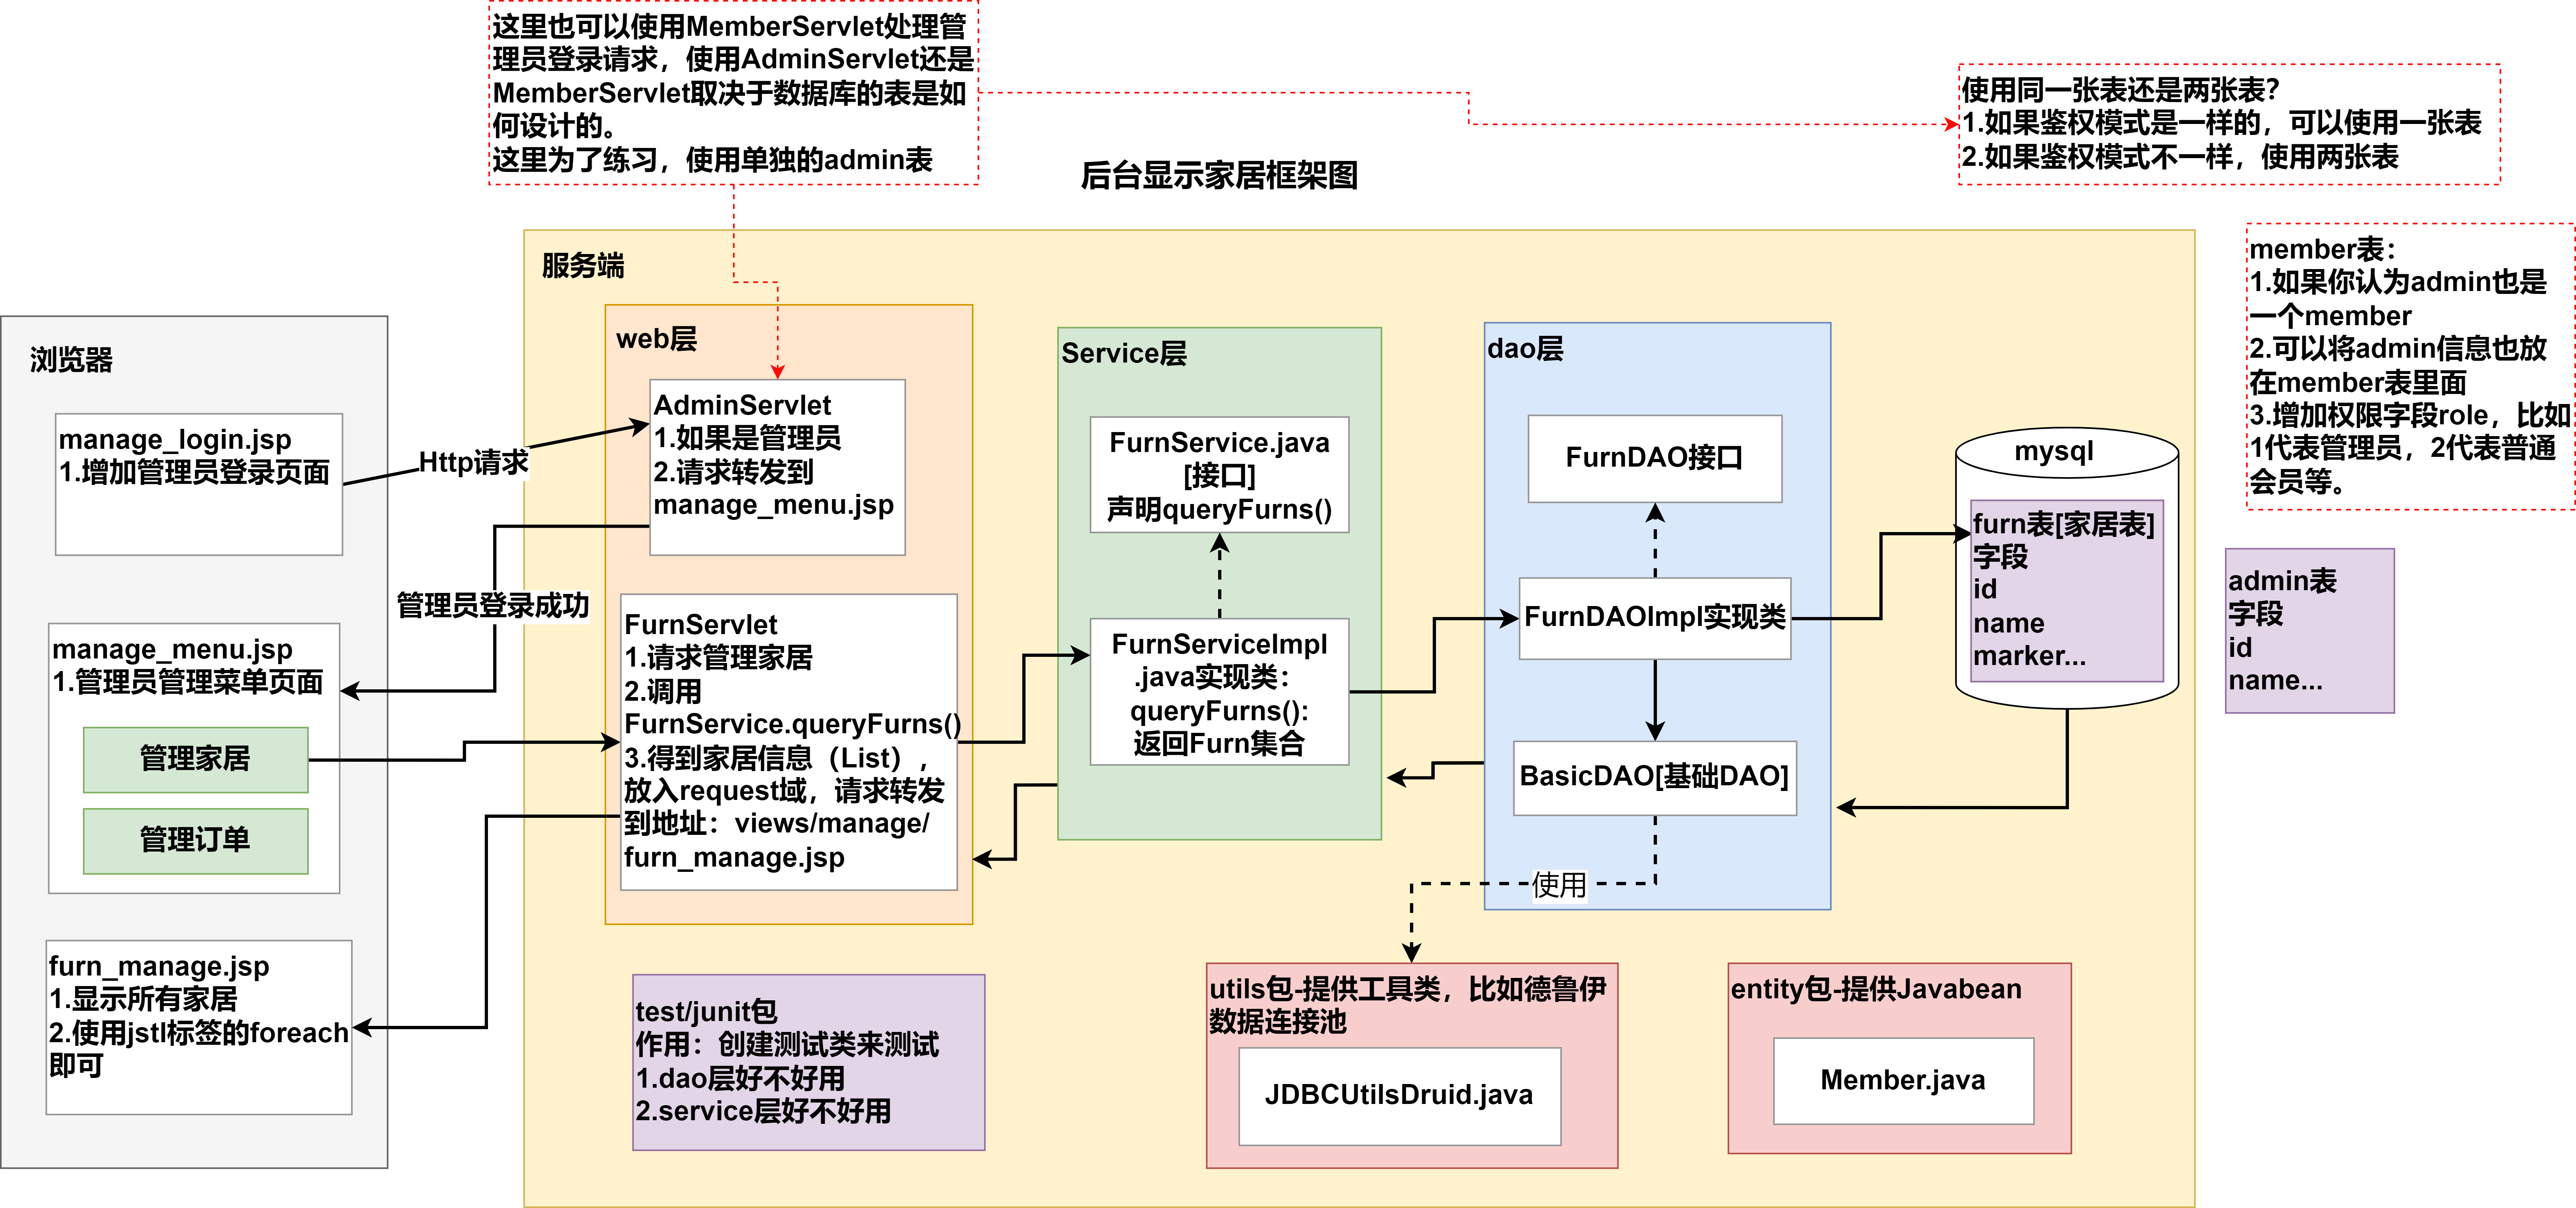 这里也可以使用MemberServlet处理管
理员登录请求，使用AdminServlet还是
MemberServlet取决于数据库的表是如
何设计的。
这里为了练习，使用单独的admin表
使用同一张表还是两张表？
1.如果鉴权模式是一样的，可以使用一张表
2.如果鉴权模式不一样，使用两张表
后台显示家居框架图
member表：
1.如果你认为admin也是
一个member
2.可以将admin信息也放
在member表里面
3.增加权限字段role，比如
1代表管理员，2代表普通
会员等。
服务端
浏览器
manage_login.jsp
1.增加管理员登录页面
Http请求
管理员登录成功
manage_menu.jsp
1.管理员管理菜单页面
管理家居
管理订单
furn_manage.jsp
1.显示所有家居
2.使用jstl标签的foreach
即可
web层
AdminServlet
1.如果是管理员
2.请求转发到
manage_menu.jsp
FurnServlet
1.请求管理家居
2.调用
FurnService.queryFurns()
3.得到家居信息（List），
放入request域，请求转发
到地址：views/manage/
furn_manage.jsp
Service层
FurnService.java
[接口]
声明queryFurns()
FurnServiceImpl
.java实现类：
queryFurns():
返回Furn集合
dao层
FurnDAO接口
FurnDAOImpl实现类
BasicDAO[基础DAO]
使用
mysql
furn表[家居表]
字段
id
name
marker...
admin表
字段
id
name...
test/junit包
作用：创建测试类来测试
1.dao层好不好用
2.service层好不好用
utils包-提供工具类，比如德鲁伊
数据连接池
JDBCUtilsDruid.java
entity包-提供Javabean
Member.java